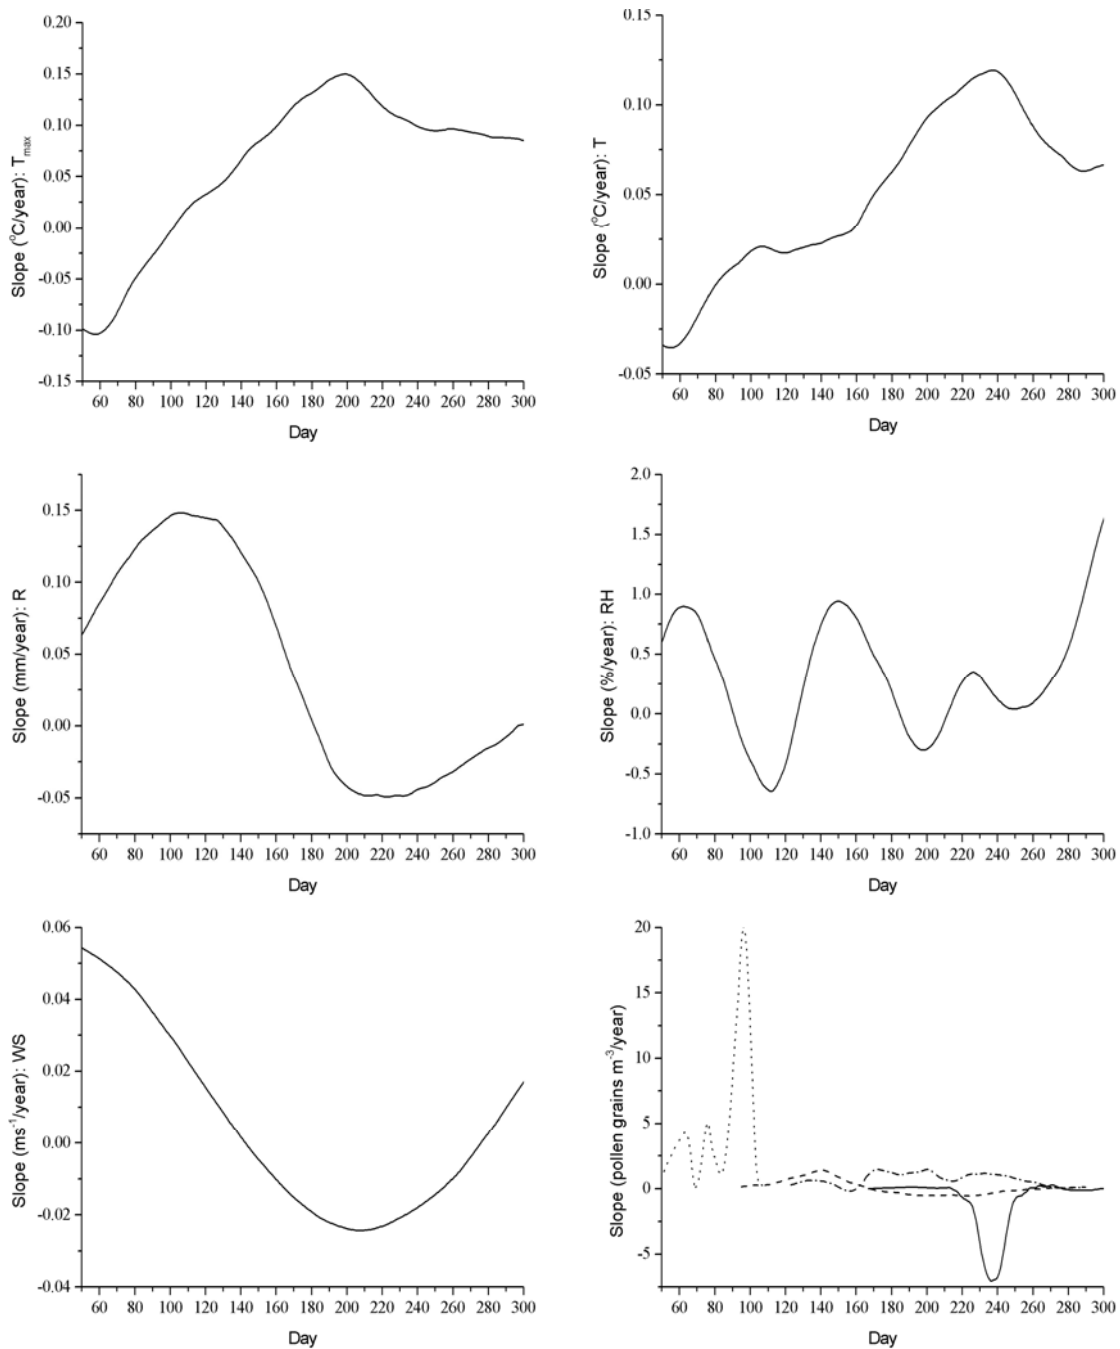 0.20
0.15
0.10
0.05
0.00
-0.05
-0.10
-0.15
Slope (°C/year): Tmax
60 80 100 120 140 160 180 200 220 240 260 280 300
Day
0.15
0.10
0.05
0.00
-0.05
Slope (°C/year): T
60 80 100 120 140 160 180 200 220 240 260 280 300
Day
0.15
0.10
0.05
0.00
-0.05
Slope (mm/year): R
60 80 100 120 140 160 180 200 220 240 260 280 300
Day
2.0
1.5
1.0
0.5
0.0
-0.5
-1.0
Slope (%/year): RH
60 80 100 120 140 160 180 200 220 240 260 280 300
Day
0.06
0.04
0.02
0.00
-0.02
-0.04
Slope (ms⁻¹/year): WS
60 80 100 120 140 160 180 200 220 240 260 280 300
Day
20
15
10
5
0
-5
Slope (pollen grains m⁻³/year)
60 80 100 120 140 160 180 200 220 240 260 280 300
Day